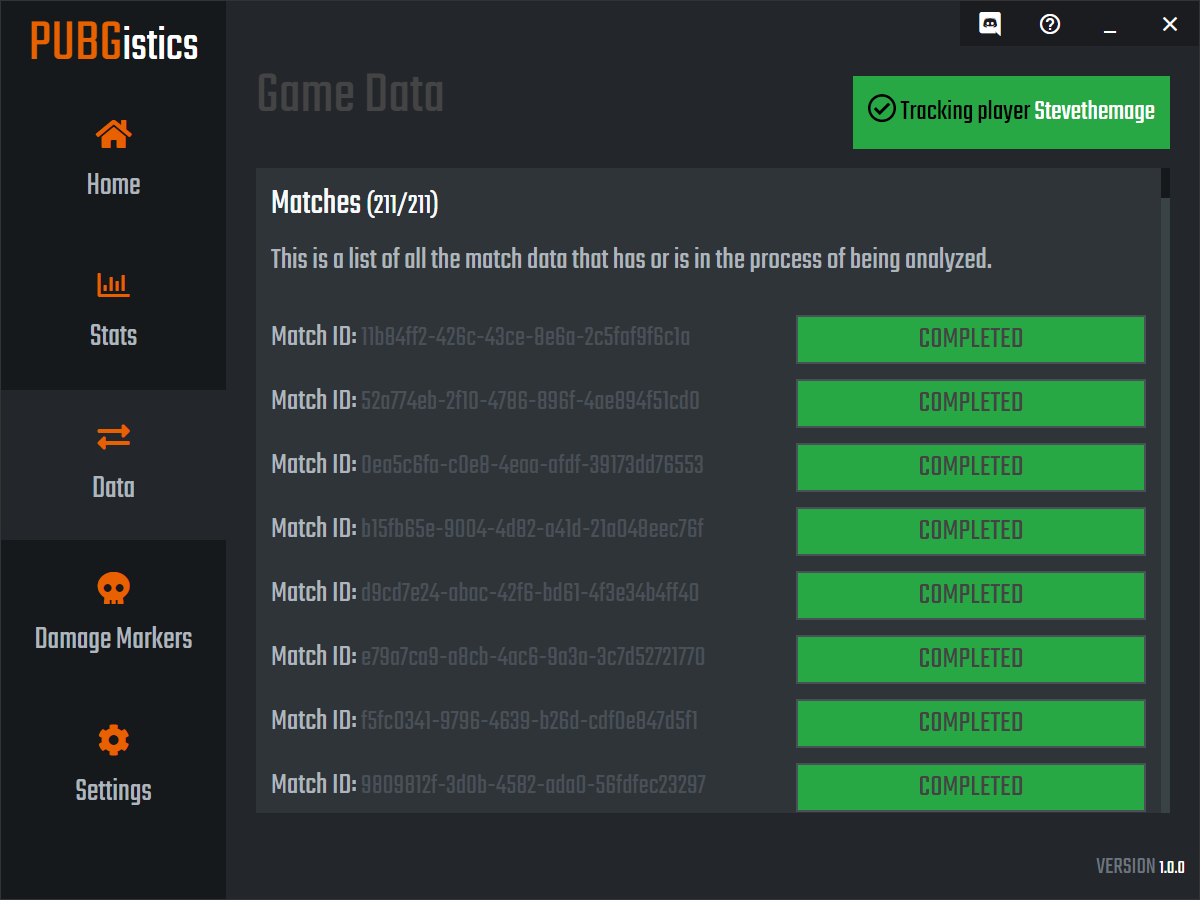 PUBGistics
Home
Stats
Data
Damage Markers
Settings
Game Data
Tracking player Stevethemage
Matches (211/211)
This is a list of all the match data that has or is in the process of being analyzed.
Match ID: 11b84ff2-426c-43ce-8e6a-2c5faf9f6c1a COMPLETED
Match ID: 52a774eb-2f10-4786-896f-4ae894f51cd0 COMPLETED
Match ID: 0ea5c6fa-c0e8-4eaa-afdf-39173dd76553 COMPLETED
Match ID: b15fb65e-9004-4d82-a41d-21a048eec76f COMPLETED
Match ID: d9cd7e24-abac-42f6-bd61-4f3e34b4ff40 COMPLETED
Match ID: e79a7ca9-a8cb-4ac6-9a3a-3c7d52721770 COMPLETED
Match ID: f5fc0341-9796-4639-b26d-cdf0e847d5f1 COMPLETED
Match ID: 9809812f-3d0b-4582-ada0-56fdfec23297 COMPLETED
VERSION 1.0.0